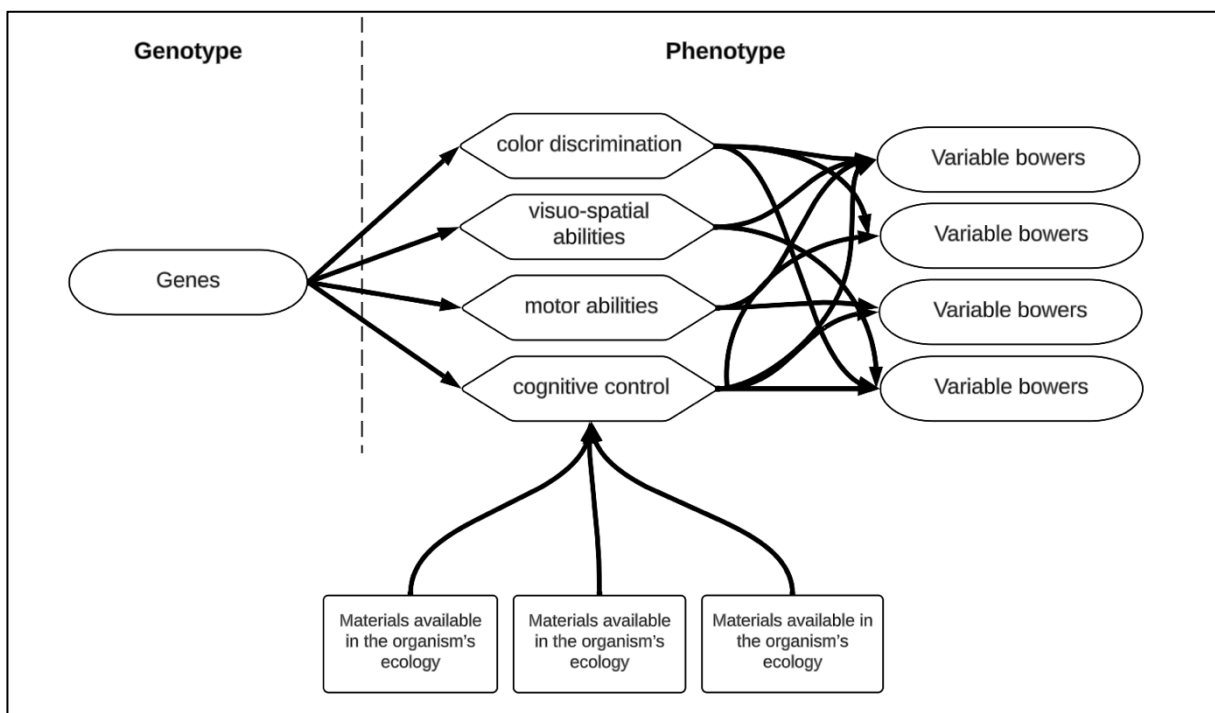 Genotype
Phenotype
color discrimination
Variable bowers
visuo-spatial
abilities
Variable bowers
Genes
motor abilities
Variable bowers
cognitive control
Variable bowers
Materials available
in the organism's
ecology
Materials available
in the organism's
ecology
Materials available in
the organism's
ecology